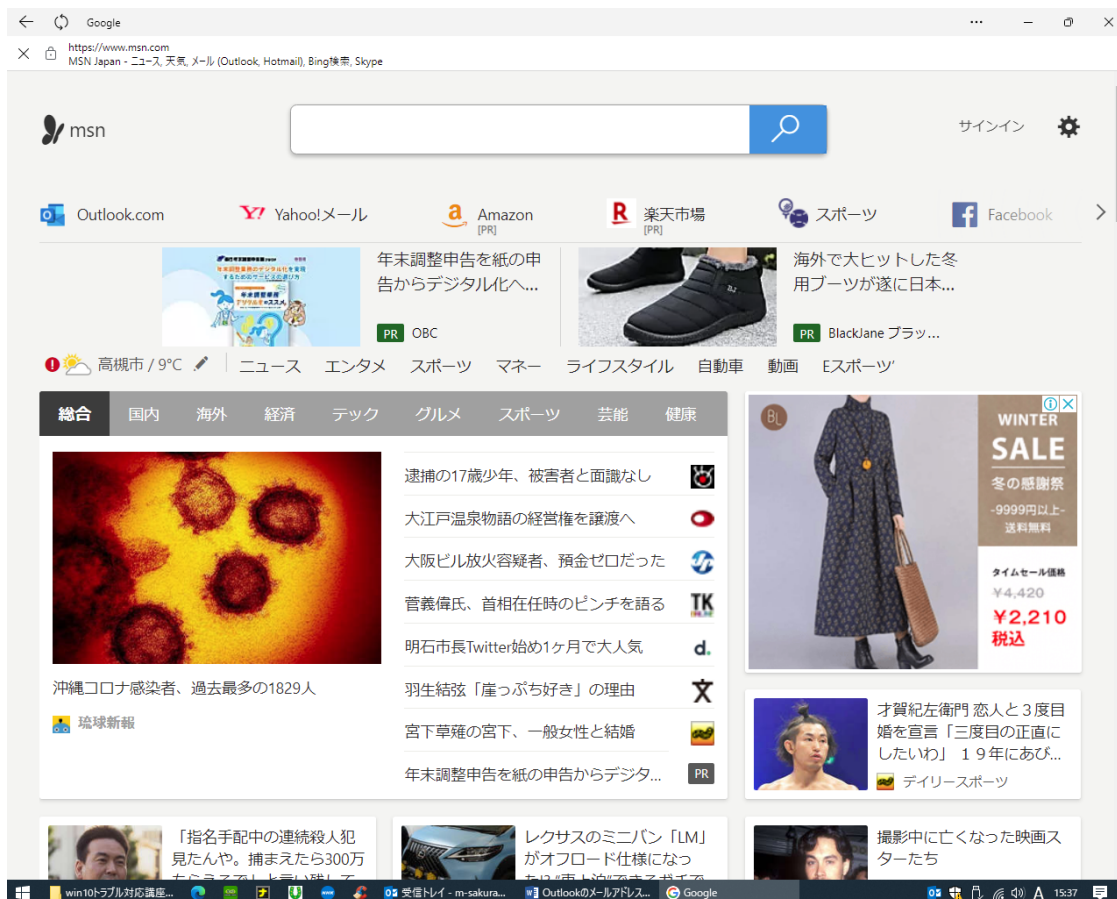 Google
https://www.msn.com
MSN Japan - ニュース, 天気, メール (Outlook, Hotmail), Bing検索, Skype
msn
サインイン
Outlook.com
Yahoo!メール
Amazon
[PR]
楽天市場
[PR]
スポーツ
Facebook
年末調整申告を紙の申
告からデジタル化へ...
PR OBC
海外で大ヒットした冬
用ブーツが遂に日本...
PR BlackJane ブラッ...
高槻市 / 9°C
ニュース エンタメ スポーツ マネー ライフスタイル 自動車 動画 Eスポーツ
総合 国内 海外 経済 テック グルメ スポーツ 芸能 健康
沖縄コロナ感染者、過去最多の1829人
琉球新報
逮捕の17歳少年、被害者と面識なし
大江戸温泉物語の経営権を譲渡へ
大阪ビル放火容疑者、預金ゼロだった
菅義偉氏、首相在任時のピンチを語る
明石市長Twitter始め1ヶ月で大人気
羽生結弦「崖っぷち好き」の理由
宮下草薙の宮下、一般女性と結婚
年末調整申告を紙の申告からデジタ... PR
BL
WINTER
SALE
冬の感謝祭
-9999円以上-
送料無料
タイムセール価格
¥4,420
¥2,210
税込
才賀紀左衛門 恋人と３度目
婚を宣言「三度目の正直に
したいわ」 １９年にあび...
デイリースポーツ
「指名手配中の連続殺人犯
見たんや。捕まえたら300万
レクサスのミニバン「LM」
がオフロード仕様になっ
撮影中に亡くなった映画ス
ターたち
win10トラブル対応講座...
受信トレイ - m-sakura...
Outlookのメールアドレス...
Google
A 15:37